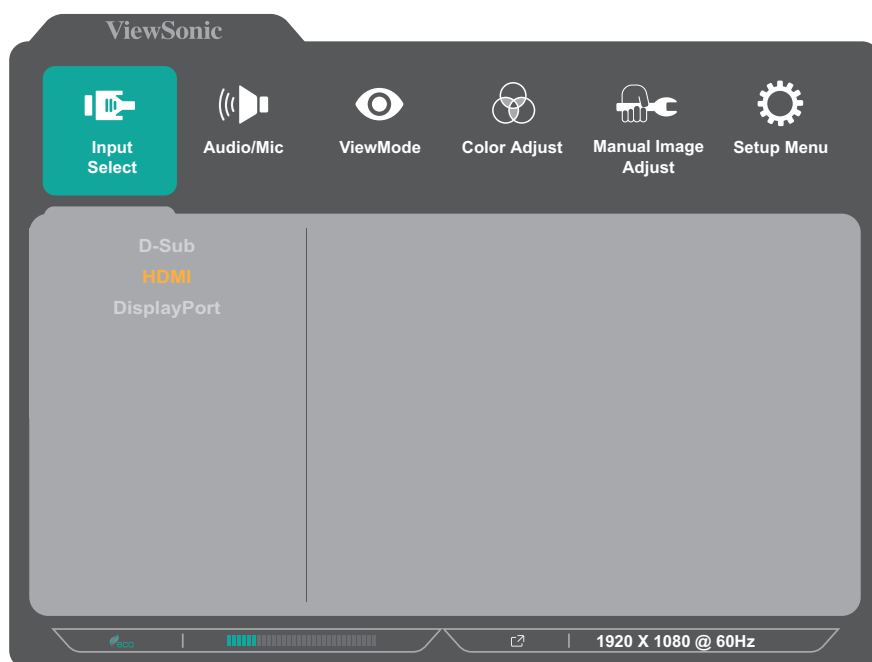 ViewSonic
Input
Select
Audio/Mic
ViewMode
Color Adjust
Manual Image
Adjust
Setup Menu
D-Sub
HDMI
DisplayPort
eco
1920 X 1080 @ 60Hz